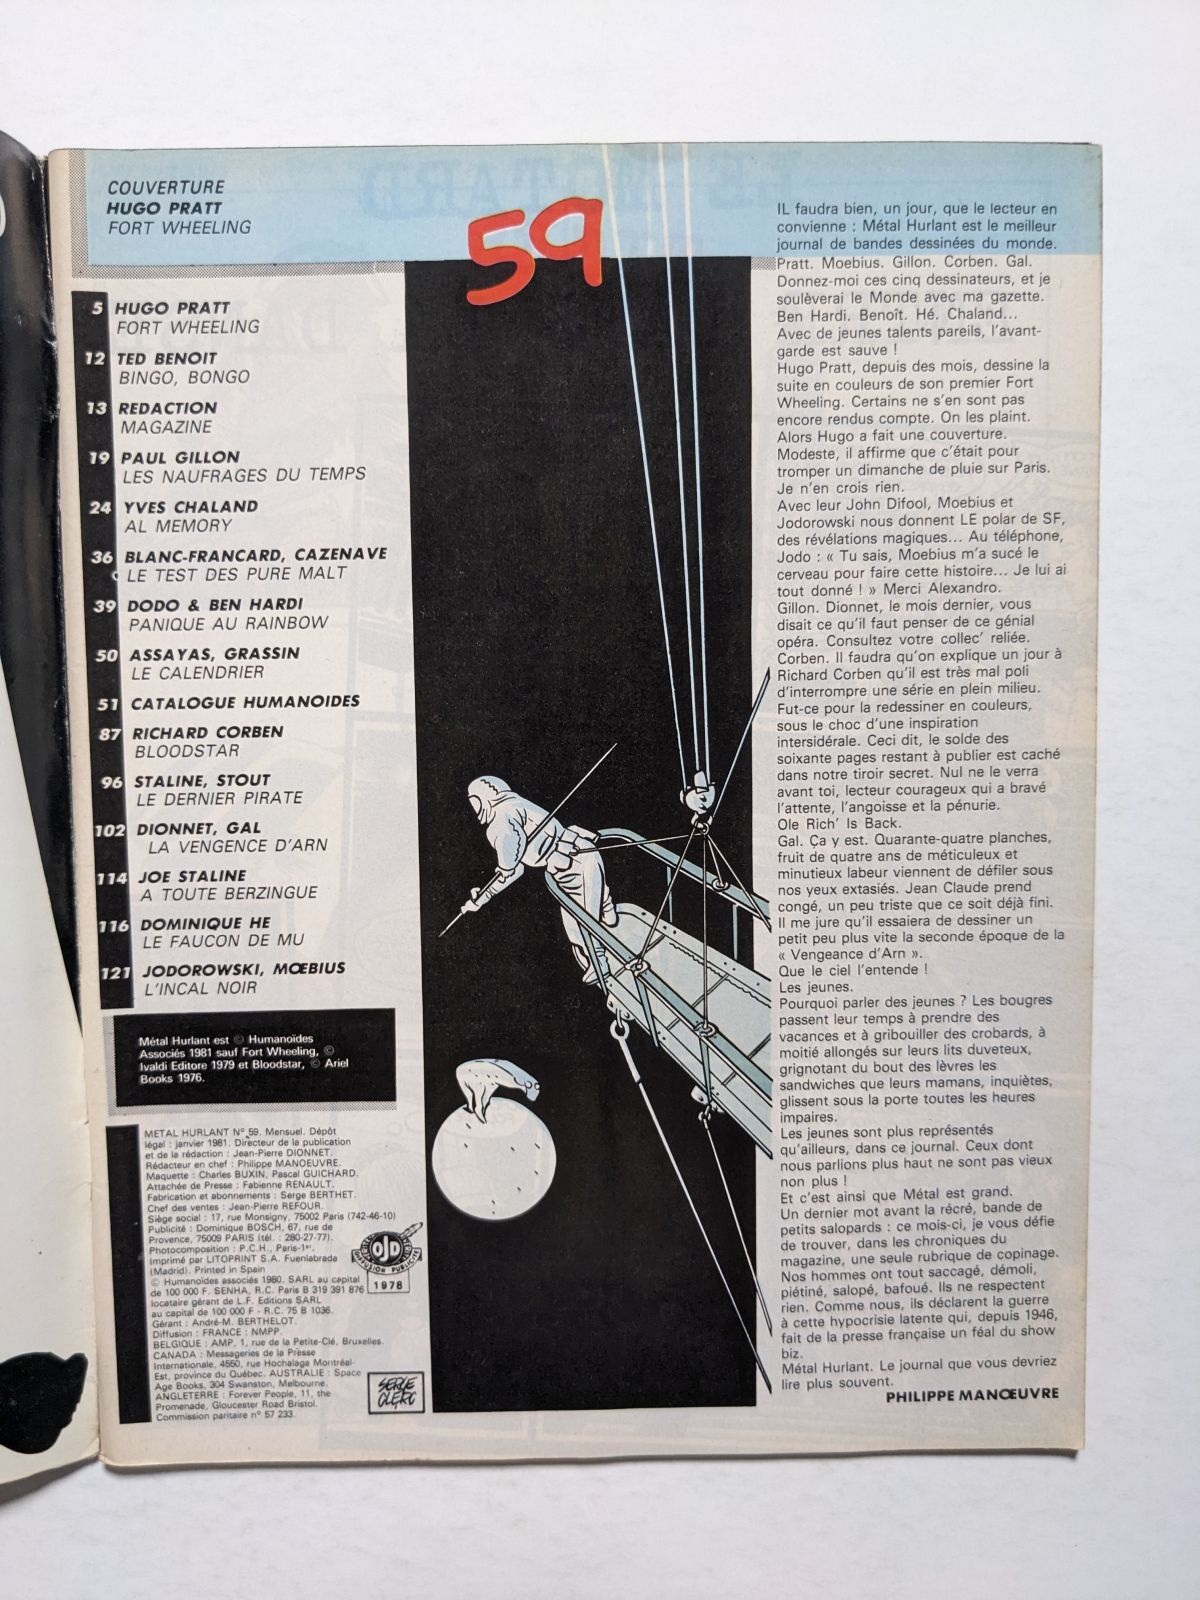 COUVERTURE
HUGO PRATT
FORT WHEELING
59
5 HUGO PRATT
FORT WHEELING
12 TED BENOIT
BINGO, BONGO
13 REDACTION
MAGAZINE
19 PAUL GILLON
LES NAUFRAGES DU TEMPS
24 YVES CHALAND
AL MEMORY
36 BLANC-FRANCARD, CAZENAVE
LE TEST DES PURE MALT
39 DODO & BEN HARDI
PANIQUE AU RAINBOW
50 ASSAYAS, GRASSIN
LE CALENDRIER
51 CATALOGUE HUMANOIDES
87 RICHARD CORBEN
BLOODSTAR
96 STALINE, STOUT
LE DERNIER PIRATE
102 DIONNET, GAL
LA VENGENCE D'ARN
114 JOE STALINE
A TOUTE BERZINGUE
116 DOMINIQUE HE
LE FAUCON DE MU
121 JODOROWSKI, MŒBIUS
L'INCAL NOIR
Métal Hurlant est © Humanoïdes
Associés 1981 sauf Fort Wheeling, ©
Ivaldi Editore 1979 et Bloodstar, © Ariel
Books 1976.
METAL HURLANT N° 59. Mensuel. Dépôt
légal : janvier 1981. Directeur de la publication
et de la rédaction : Jean-Pierre DIONNET.
Rédacteur en chef : Philippe MANOEUVRE.
Maquette : Charles BUXIN, Pascal GUICHARD.
Attachée de Presse : Fabienne RENAULT.
Fabrication et abonnements : Serge BERTHET.
Chef des ventes : Jean-Pierre REFOUR.
Siège social : 17, rue Monsigny, 75002 Paris (742-46-10)
Publicité : Dominique BOSCH, 67, rue de
Provence, 75009 PARIS (tél. : 280-27-77).
Photocomposition : P.C.H., Paris-1er.
Imprimé par LITOPRINT S.A. Fuenlabrada
(Madrid). Printed in Spain
© Humanoïdes associés 1980. SARL au capital
de 100 000 F. SENHA, R.C. Paris B 319 391 876
locataire gérant de L.F. Editions SARL
au capital de 100 000 F - R.C. 75 B 1036.
Gérant : André-M. BERTHELOT.
Diffusion : FRANCE : NMPP.
BELGIQUE : AMP, 1, rue de la Petite-Clé, Bruxelles.
CANADA : Messageries de la Presse
Internationale, 4550, rue Hochalaga Montréal-
Est, province du Québec. AUSTRALIE : Space
Age Books, 304 Swanston, Melbourne.
ANGLETERRE : Forever People, 11, the
Promenade, Gloucester Road Bristol.
Commission paritaire n° 57 233.
OJD
DIFFUSION PUBLICITÉ
1978
SERGE
CLERC
IL faudra bien, un jour, que le lecteur en
convienne : Métal Hurlant est le meilleur
journal de bandes dessinées du monde.
Pratt. Moebius. Gillon. Corben. Gal.
Donnez-moi ces cinq dessinateurs, et je
soulèverai le Monde avec ma gazette.
Ben Hardi. Benoît. Hé. Chaland...
Avec de jeunes talents pareils, l'avant-
garde est sauve !
Hugo Pratt, depuis des mois, dessine la
suite en couleurs de son premier Fort
Wheeling. Certains ne s'en sont pas
encore rendus compte. On les plaint.
Alors Hugo a fait une couverture.
Modeste, il affirme que c'était pour
tromper un dimanche de pluie sur Paris.
Je n'en crois rien.
Avec leur John Difool, Moebius et
Jodorowski nous donnent LE polar de SF,
des révélations magiques... Au téléphone,
Jodo : « Tu sais, Moebius m'a sucé le
cerveau pour faire cette histoire... Je lui ai
tout donné ! » Merci Alexandro.
Gillon. Dionnet, le mois dernier, vous
disait ce qu'il faut penser de ce génial
opéra. Consultez votre collec' reliée.
Corben. Il faudra qu'on explique un jour à
Richard Corben qu'il est très mal poli
d'interrompre une série en plein milieu.
Fut-ce pour la redessiner en couleurs,
sous le choc d'une inspiration
intersidérale. Ceci dit, le solde des
soixante pages restant à publier est caché
dans notre tiroir secret. Nul ne le verra
avant toi, lecteur courageux qui a bravé
l'attente, l'angoisse et la pénurie.
Ole Rich' Is Back.
Gal. Ça y est. Quarante-quatre planches,
fruit de quatre ans de méticuleux et
minutieux labeur viennent de défiler sous
nos yeux extasiés. Jean Claude prend
congé, un peu triste que ce soit déjà fini.
Il me jure qu'il essaiera de dessiner un
petit peu plus vite la seconde époque de la
« Vengeance d'Arn ».
Que le ciel l'entende !
Les jeunes.
Pourquoi parler des jeunes ? Les bougres
passent leur temps à prendre des
vacances et à gribouiller des crobards, à
moitié allongés sur leurs lits duveteux,
grignotant du bout des lèvres les
sandwiches que leurs mamans, inquiètes,
glissent sous la porte toutes les heures
impaires.
Les jeunes sont plus représentés
qu'ailleurs, dans ce journal. Ceux dont
nous parlions plus haut ne sont pas vieux
non plus !
Et c'est ainsi que Métal est grand.
Un dernier mot avant la récré, bande de
petits salopards : ce mois-ci, je vous défie
de trouver, dans les chroniques du
magazine, une seule rubrique de copinage.
Nos hommes ont tout saccagé, démoli,
piétiné, salopé, bafoué. Ils ne respectent
rien. Comme nous, ils déclarent la guerre
à cette hypocrisie latente qui, depuis 1946,
fait de la presse française un féal du show
biz.
Métal Hurlant. Le journal que vous devriez
lire plus souvent.
PHILIPPE MANŒUVRE